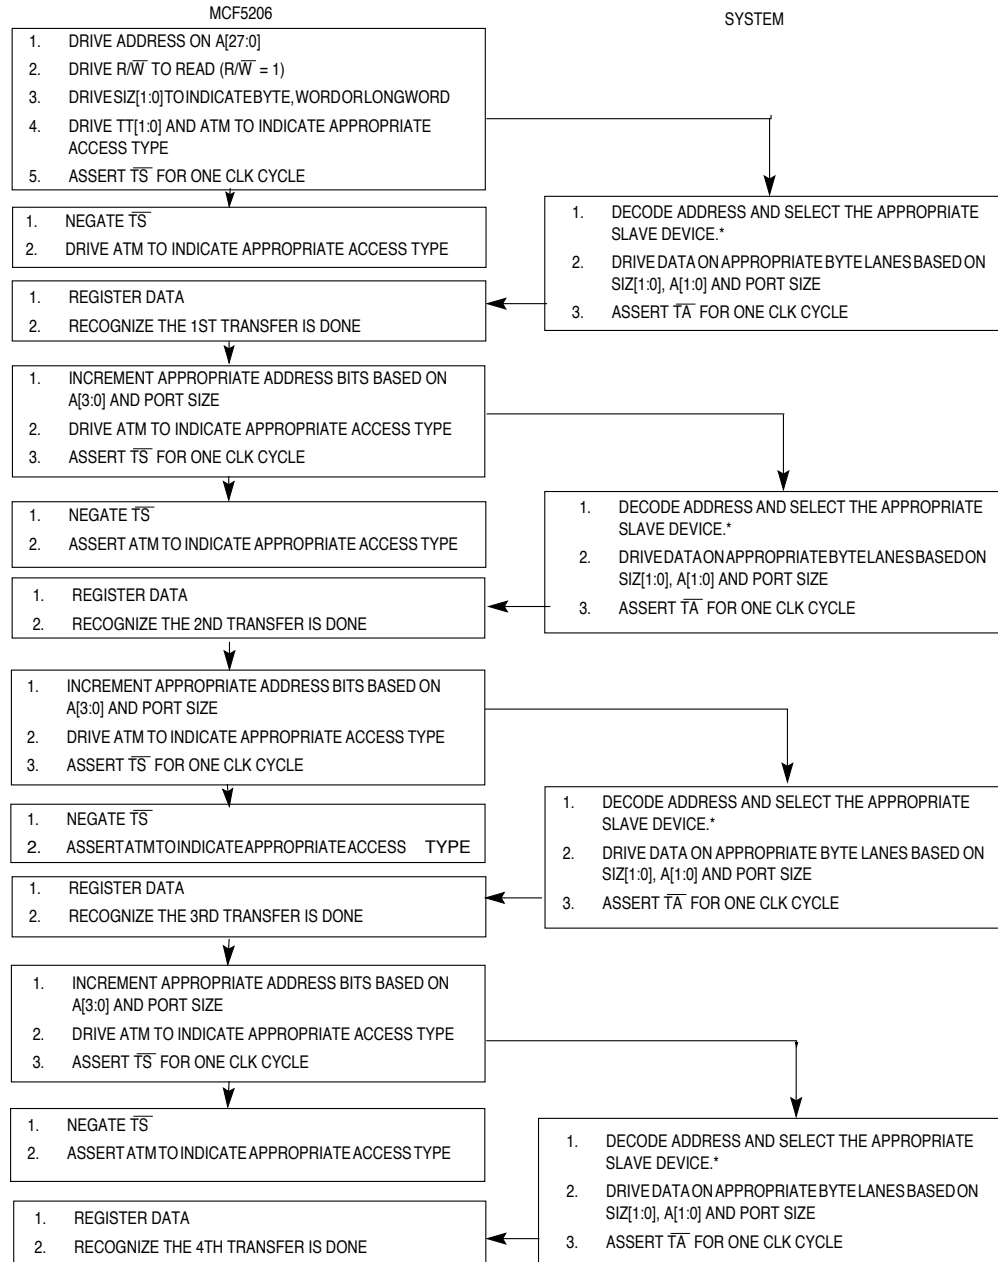 MCF5206
SYSTEM
1. DRIVE ADDRESS ON A[27:0]
2. DRIVE R/W̅ TO READ (R/W̅ = 1)
3. DRIVE SIZ[1:0] TO INDICATE BYTE, WORD OR LONGWORD
4. DRIVE TT[1:0] AND ATM TO INDICATE APPROPRIATE
ACCESS TYPE
5. ASSERT T̅S̅ FOR ONE CLK CYCLE
1. NEGATE T̅S̅
2. DRIVE ATM TO INDICATE APPROPRIATE ACCESS TYPE
1. DECODE ADDRESS AND SELECT THE APPROPRIATE
SLAVE DEVICE.*
2. DRIVE DATA ON APPROPRIATE BYTE LANES BASED ON
SIZ[1:0], A[1:0] AND PORT SIZE
3. ASSERT T̅A̅ FOR ONE CLK CYCLE
1. REGISTER DATA
2. RECOGNIZE THE 1ST TRANSFER IS DONE
1. INCREMENT APPROPRIATE ADDRESS BITS BASED ON
A[3:0] AND PORT SIZE
2. DRIVE ATM TO INDICATE APPROPRIATE ACCESS TYPE
3. ASSERT T̅S̅ FOR ONE CLK CYCLE
1. NEGATE T̅S̅
2. ASSERT ATM TO INDICATE APPROPRIATE ACCESS TYPE
1. DECODE ADDRESS AND SELECT THE APPROPRIATE
SLAVE DEVICE.*
2. DRIVE DATA ON APPROPRIATE BYTE LANES BASED ON
SIZ[1:0], A[1:0] AND PORT SIZE
3. ASSERT T̅A̅ FOR ONE CLK CYCLE
1. REGISTER DATA
2. RECOGNIZE THE 2ND TRANSFER IS DONE
1. INCREMENT APPROPRIATE ADDRESS BITS BASED ON
A[3:0] AND PORT SIZE
2. DRIVE ATM TO INDICATE APPROPRIATE ACCESS TYPE
3. ASSERT T̅S̅ FOR ONE CLK CYCLE
1. NEGATE T̅S̅
2. ASSERT ATM TO INDICATE APPROPRIATE ACCESS TYPE
1. DECODE ADDRESS AND SELECT THE APPROPRIATE
SLAVE DEVICE.*
2. DRIVE DATA ON APPROPRIATE BYTE LANES BASED ON
SIZ[1:0], A[1:0] AND PORT SIZE
3. ASSERT T̅A̅ FOR ONE CLK CYCLE
1. REGISTER DATA
2. RECOGNIZE THE 3RD TRANSFER IS DONE
1. INCREMENT APPROPRIATE ADDRESS BITS BASED ON
A[3:0] AND PORT SIZE
2. DRIVE ATM TO INDICATE APPROPRIATE ACCESS TYPE
3. ASSERT T̅S̅ FOR ONE CLK CYCLE
1. NEGATE T̅S̅
2. ASSERT ATM TO INDICATE APPROPRIATE ACCESS TYPE
1. DECODE ADDRESS AND SELECT THE APPROPRIATE
SLAVE DEVICE.*
2. DRIVE DATA ON APPROPRIATE BYTE LANES BASED ON
SIZ[1:0], A[1:0] AND PORT SIZE
3. ASSERT T̅A̅ FOR ONE CLK CYCLE
1. REGISTER DATA
2. RECOGNIZE THE 4TH TRANSFER IS DONE